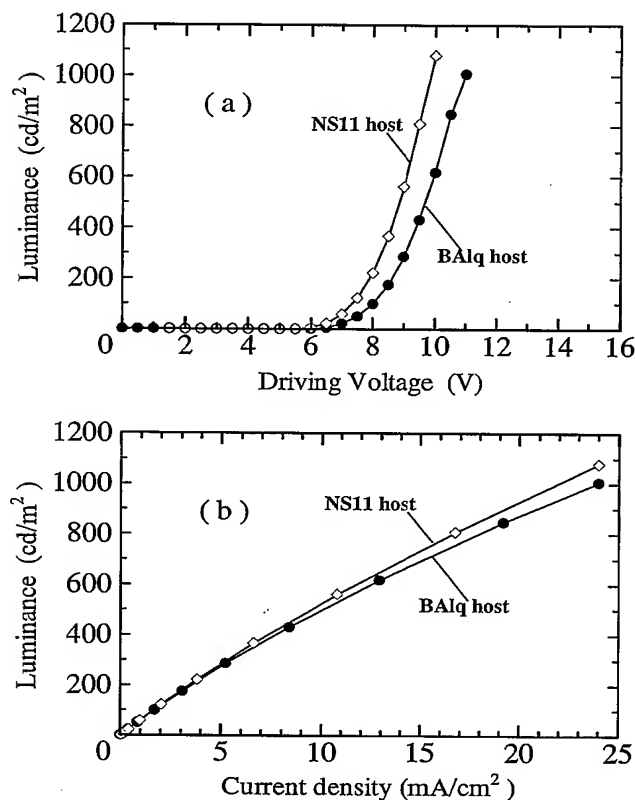 1200
1000
800
600
400
200
0
Luminance (cd/m²)
( a )
NS11 host
BAlq host
0 2 4 6 8 10 12 14 16
Driving Voltage (V)
1200
1000
800
600
400
200
0
Luminance (cd/m²)
( b )
NS11 host
BAlq host
5 10 15 20 25
Current density (mA/cm²)